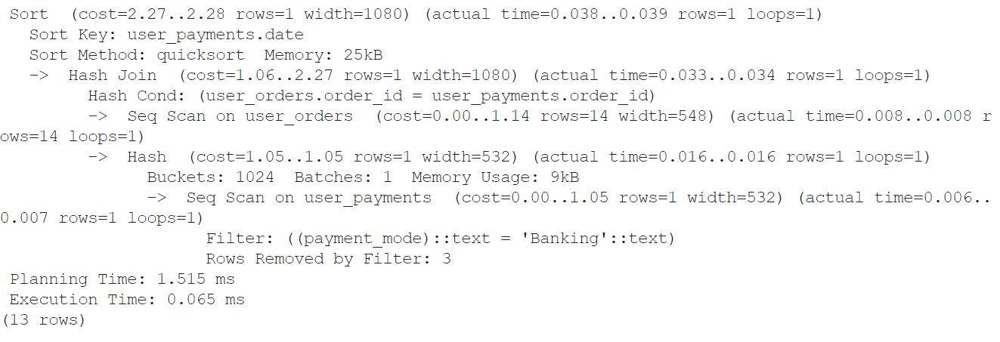 Sort  (cost=2.27..2.28 rows=1 width=1080) (actual time=0.038..0.039 rows=1 loops=1)
  Sort Key: user_payments.date
  Sort Method: quicksort  Memory: 25kB
  ->  Hash Join  (cost=1.06..2.27 rows=1 width=1080) (actual time=0.033..0.034 rows=1 loops=1)
        Hash Cond: (user_orders.order_id = user_payments.order_id)
        ->  Seq Scan on user_orders  (cost=0.00..1.14 rows=14 width=548) (actual time=0.008..0.008 r
ows=14 loops=1)
        ->  Hash  (cost=1.05..1.05 rows=1 width=532) (actual time=0.016..0.016 rows=1 loops=1)
              Buckets: 1024  Batches: 1  Memory Usage: 9kB
              ->  Seq Scan on user_payments  (cost=0.00..1.05 rows=1 width=532) (actual time=0.006..
0.007 rows=1 loops=1)
                    Filter: ((payment_mode)::text = 'Banking'::text)
                    Rows Removed by Filter: 3
Planning Time: 1.515 ms
Execution Time: 0.065 ms
(13 rows)